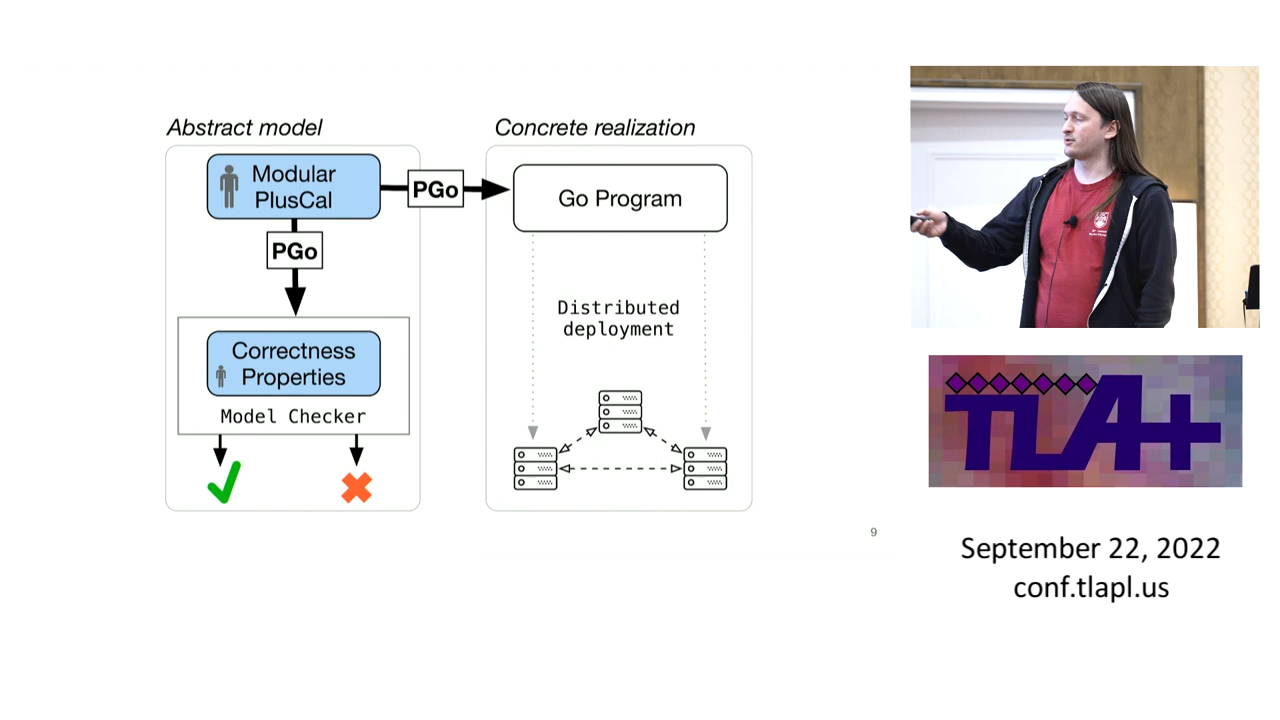 Abstract model
Concrete realization
Modular
PlusCal
PGo
Go Program
PGo
Distributed
deployment
Correctness
Properties
Model Checker
9
TLA+
September 22, 2022
conf.tlapl.us